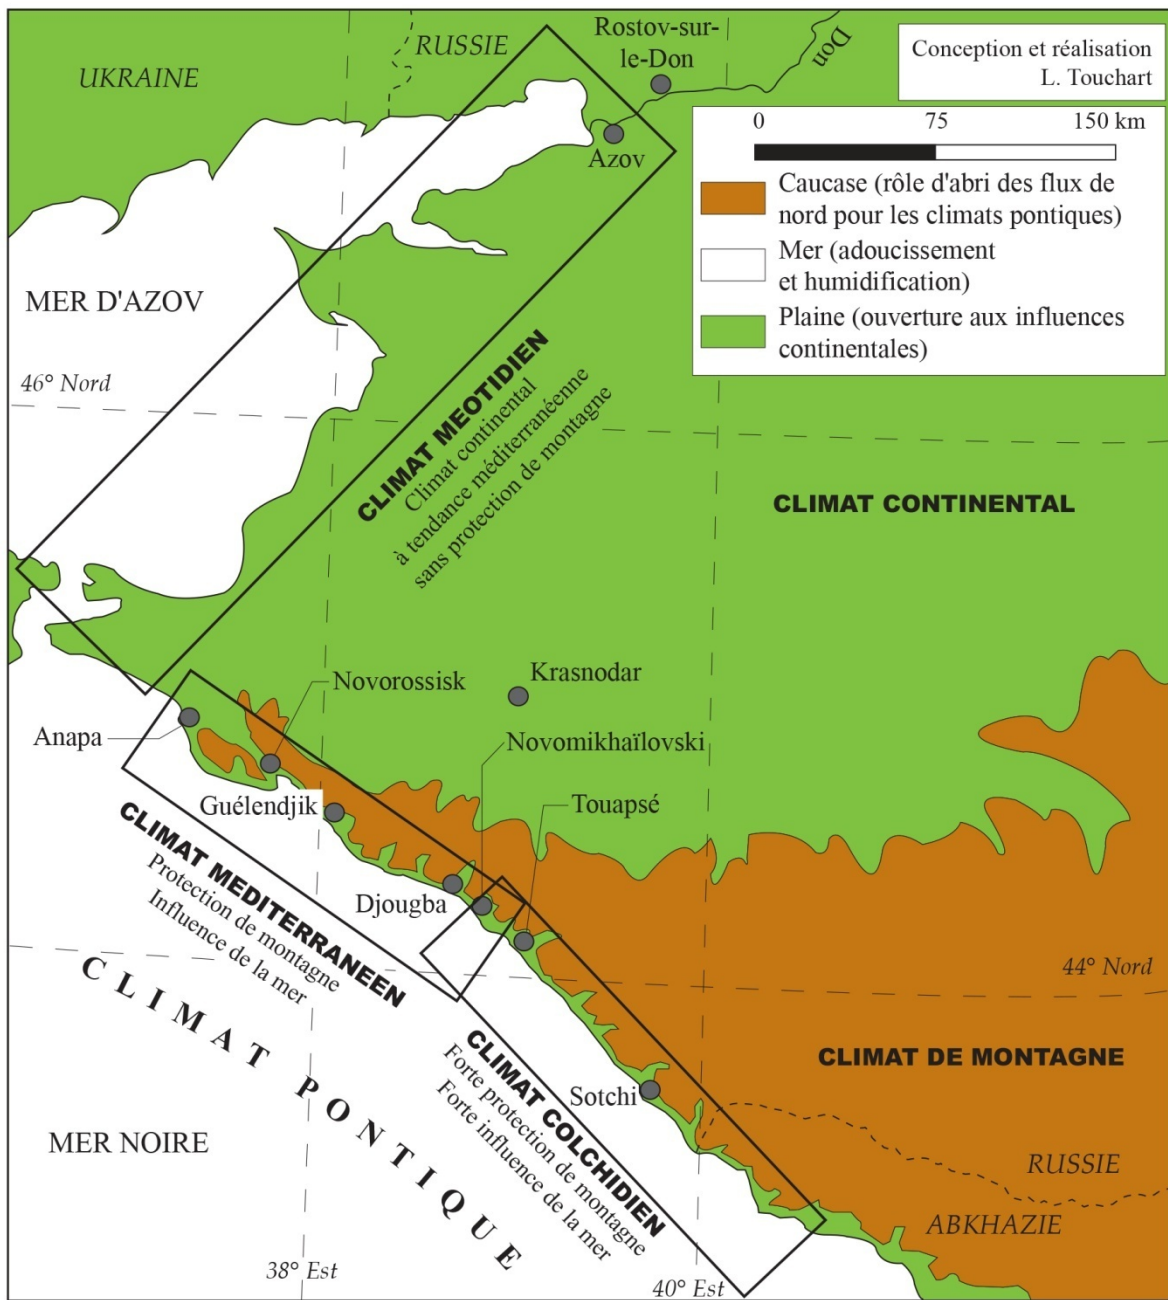 UKRAINE
RUSSIE
Rostov-sur-
le-Don
Don
Azov
Conception et réalisation
L. Touchart
0 75 150 km
Caucase (rôle d'abri des flux de
nord pour les climats pontiques)
Mer (adoucissement
et humidification)
Plaine (ouverture aux influences
continentales)
MER D'AZOV
46° Nord
CLIMAT MEOTIDIEN
Climat continental
à tendance méditerranéenne
sans protection de montagne
CLIMAT CONTINENTAL
Krasnodar
Novorossisk
Anapa
Novomikhaïlovski
Guélendjik
Touapsé
Djougba
CLIMAT MEDITERRANEEN
Protection de montagne
Influence de la mer
44° Nord
CLIMAT PONTIQUE
CLIMAT COLCHIDIEN
Forte protection de montagne
Forte influence de la mer
Sotchi
CLIMAT DE MONTAGNE
MER NOIRE
RUSSIE
ABKHAZIE
38° Est
40° Est